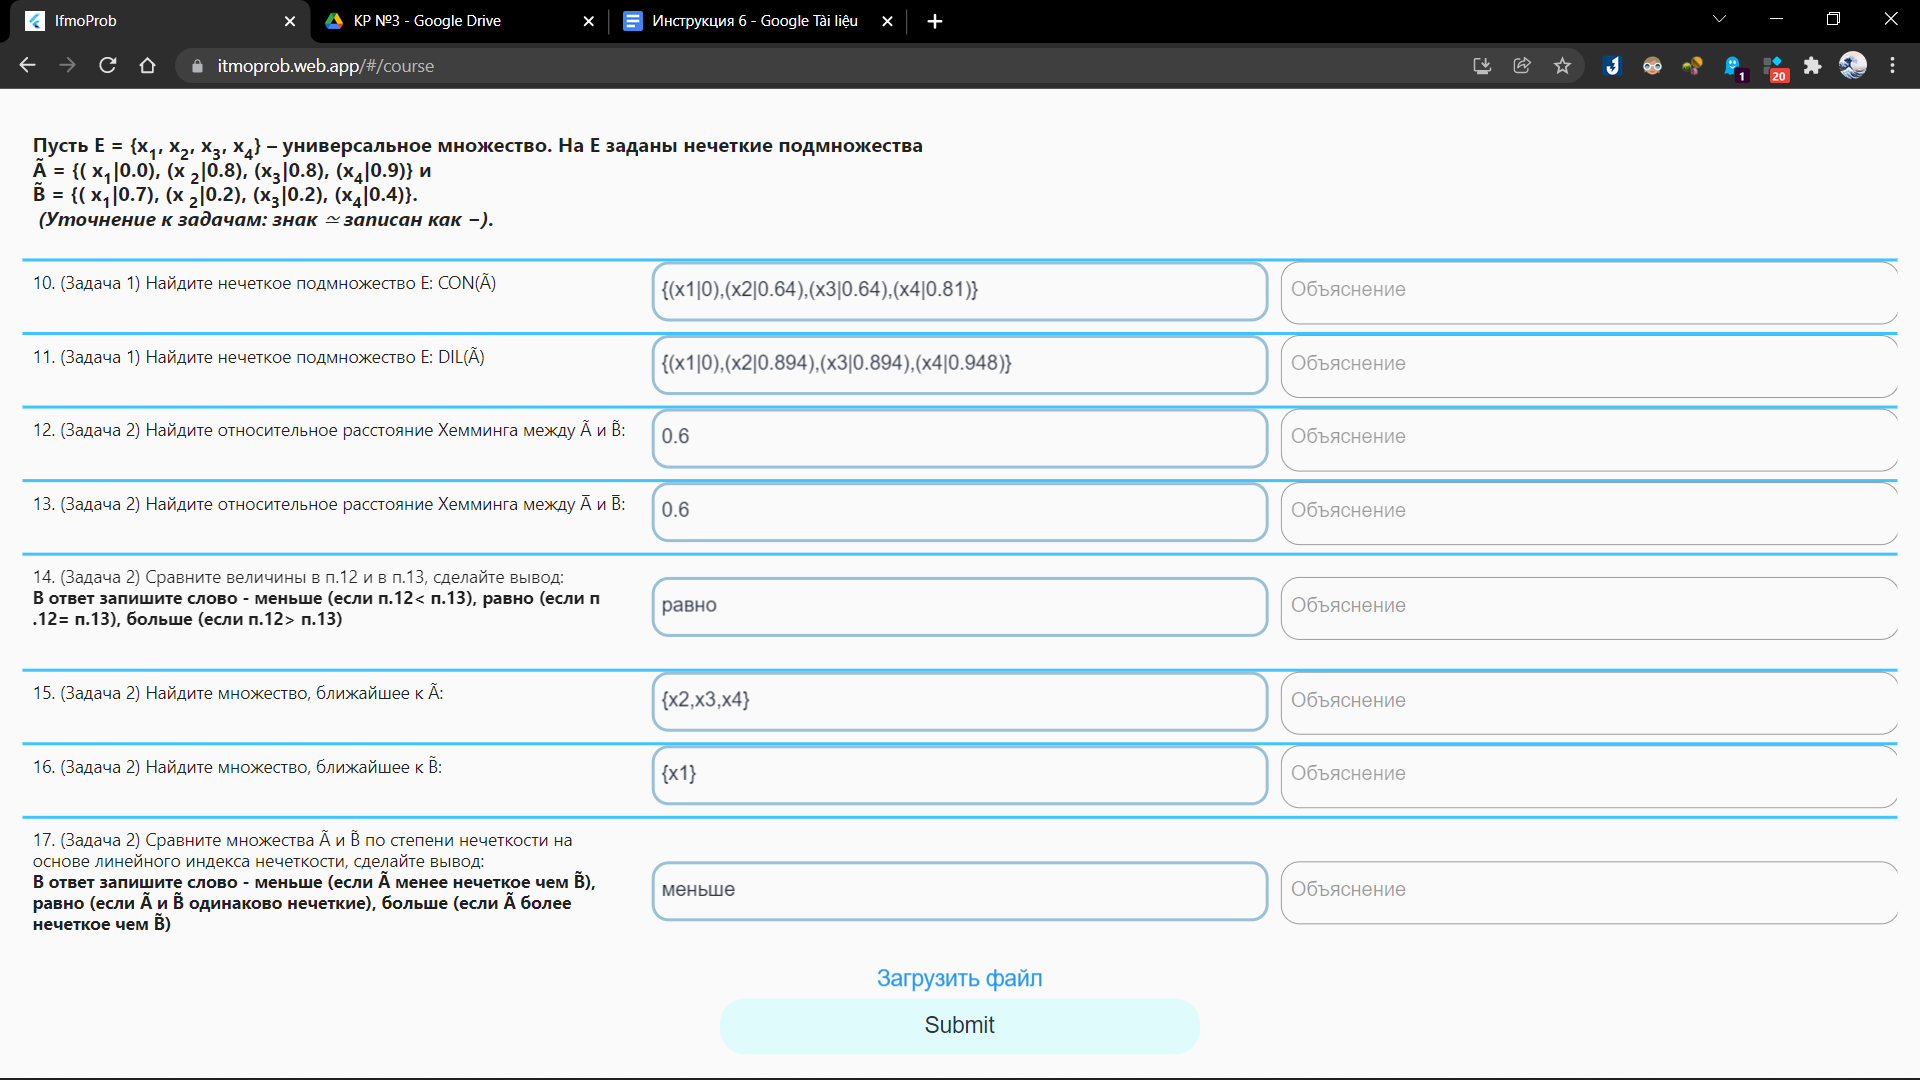 IfmoProb
KP №3 - Google Drive
Инструкция 6 - Google Tài liệu
itmoprob.web.app/#/course
1
20
Пусть E = {x1, x2, x3, x4} – универсальное множество. На Е заданы нечеткие подмножества
Ã = {( x1|0.0), (x 2|0.8), (x3|0.8), (x4|0.9)} и
B̃ = {( x1|0.7), (x 2|0.2), (x3|0.2), (x4|0.4)}.
(Уточнение к задачам: знак ≃ записан как −).
10. (Задача 1) Найдите нечеткое подмножество E: CON(Ã)
{(x1|0),(x2|0.64),(x3|0.64),(x4|0.81)}
Объяснение
11. (Задача 1) Найдите нечеткое подмножество E: DIL(Ã)
{(x1|0),(x2|0.894),(x3|0.894),(x4|0.948)}
Объяснение
12. (Задача 2) Найдите относительное расстояние Хемминга между Ã и B̃:
0.6
Объяснение
13. (Задача 2) Найдите относительное расстояние Хемминга между A̅ и B̅:
0.6
Объяснение
14. (Задача 2) Сравните величины в п.12 и в п.13, сделайте вывод:
В ответ запишите слово - меньше (если п.12< п.13), равно (если п
.12= п.13), больше (если п.12> п.13)
равно
Объяснение
15. (Задача 2) Найдите множество, ближайшее к Ã:
{x2,x3,x4}
Объяснение
16. (Задача 2) Найдите множество, ближайшее к B̃:
{x1}
Объяснение
17. (Задача 2) Сравните множества Ã и B̃ по степени нечеткости на
основе линейного индекса нечеткости, сделайте вывод:
В ответ запишите слово - меньше (если Ã менее нечеткое чем B̃),
равно (если Ã и B̃ одинаково нечеткие), больше (если Ã более
нечеткое чем B̃)
меньше
Объяснение
Загрузить файл
Submit